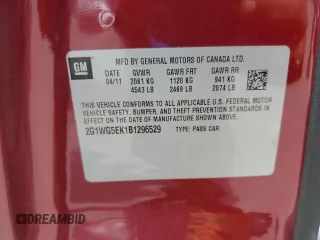 GM
MFD BY GENERAL MOTORS OF CANADA LTD.
DATE GVWR GAWR FRT GAWR RR
04/11 2061 KG 1120 KG 941 KG
4543 LB 2469 LB 2074 LB
THIS VEHICLE CONFORMS TO ALL APPLICABLE U.S. FEDERAL MOTOR
VEHICLE SAFETY, BUMPER, AND THEFT PREVENTION STANDARDS
IN EFFECT ON THE DATE OF MANUFACTURE SHOWN ABOVE.
2G1WG5EK1B1296529 TYPE: PASS CAR
DREAMBID